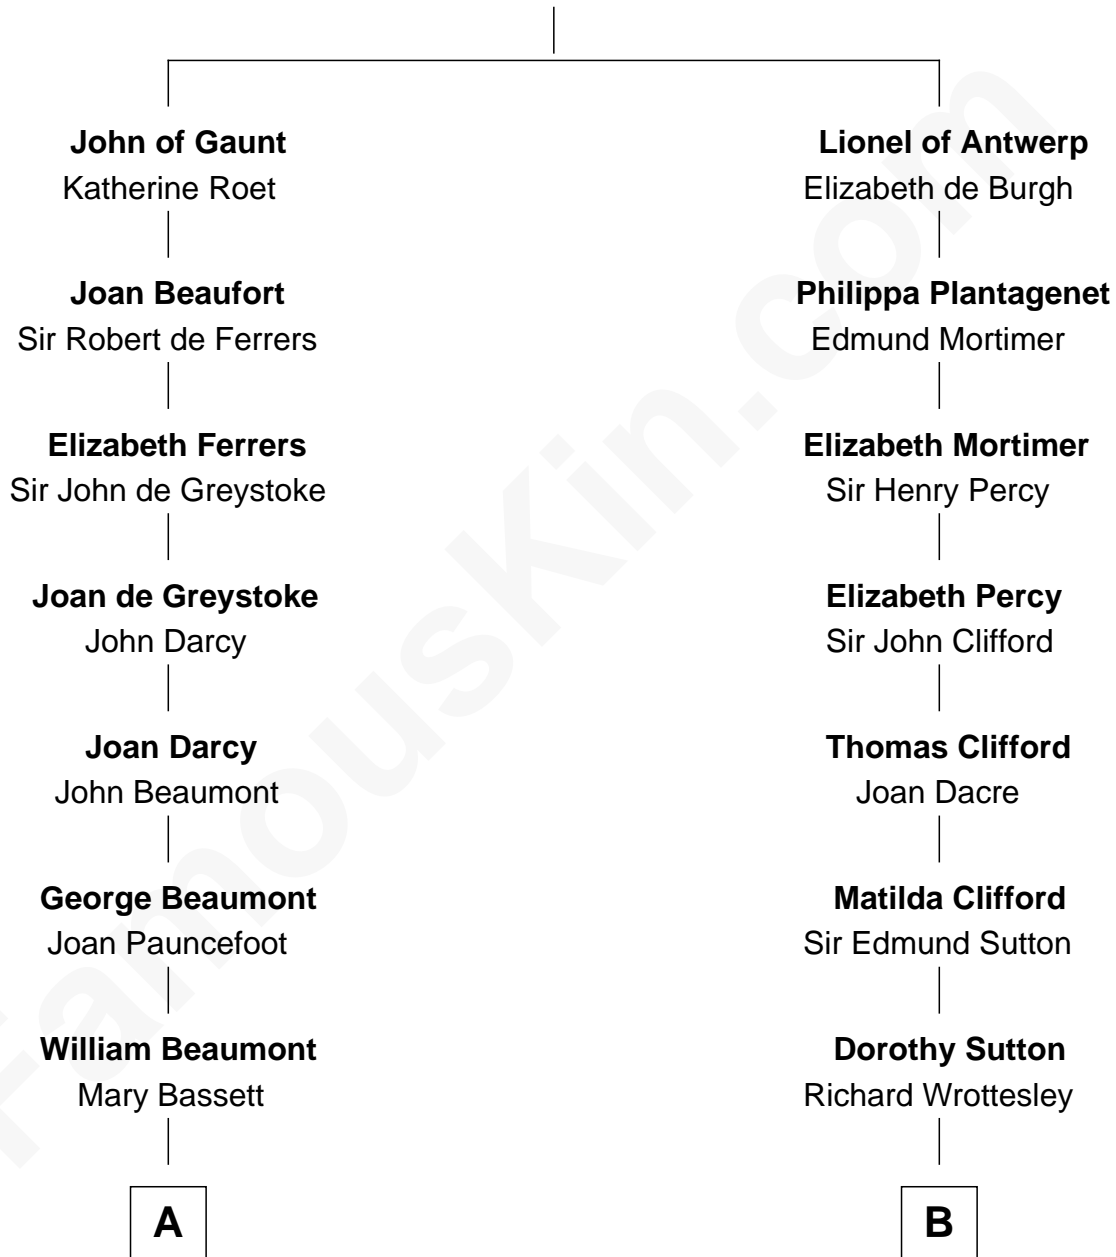 John of Gaunt
Katherine Roet
Lionel of Antwerp
Elizabeth de Burgh
Joan Beaufort
Sir Robert de Ferrers
Philippa Plantagenet
Edmund Mortimer
Elizabeth Ferrers
Sir John de Greystoke
Elizabeth Mortimer
Sir Henry Percy
Joan de Greystoke
John Darcy
Elizabeth Percy
Sir John Clifford
Joan Darcy
John Beaumont
Thomas Clifford
Joan Dacre
George Beaumont
Joan Pauncefoot
Matilda Clifford
Sir Edmund Sutton
William Beaumont
Mary Bassett
Dorothy Sutton
Richard Wrottesley
A
B
FamousKin.com